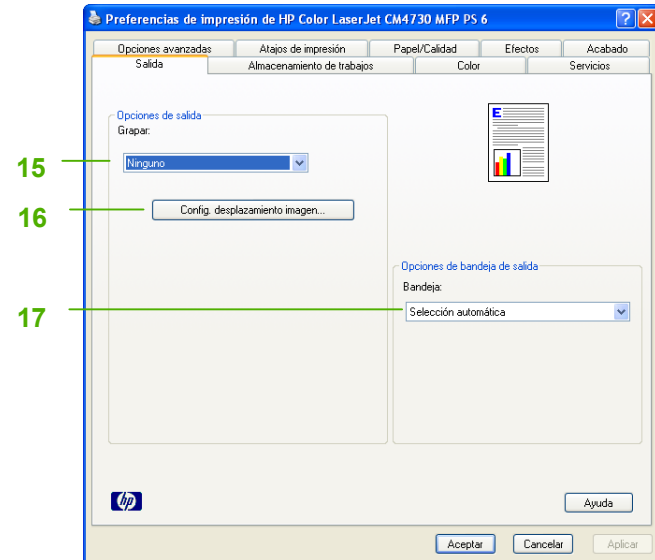 Preferencias de impresión de HP Color LaserJet CM4730 MFP PS 6
Opciones avanzadas
Atajos de impresión
Papel/Calidad
Efectos
Acabado
Salida
Almacenamiento de trabajos
Color
Servicios
Opciones de salida
Grapar:
15
Ninguno
16
Config. desplazamiento imagen...
E
Opciones de bandeja de salida
Bandeja:
17
Selección automática
hp
Ayuda
Aceptar
Cancelar
Aplicar